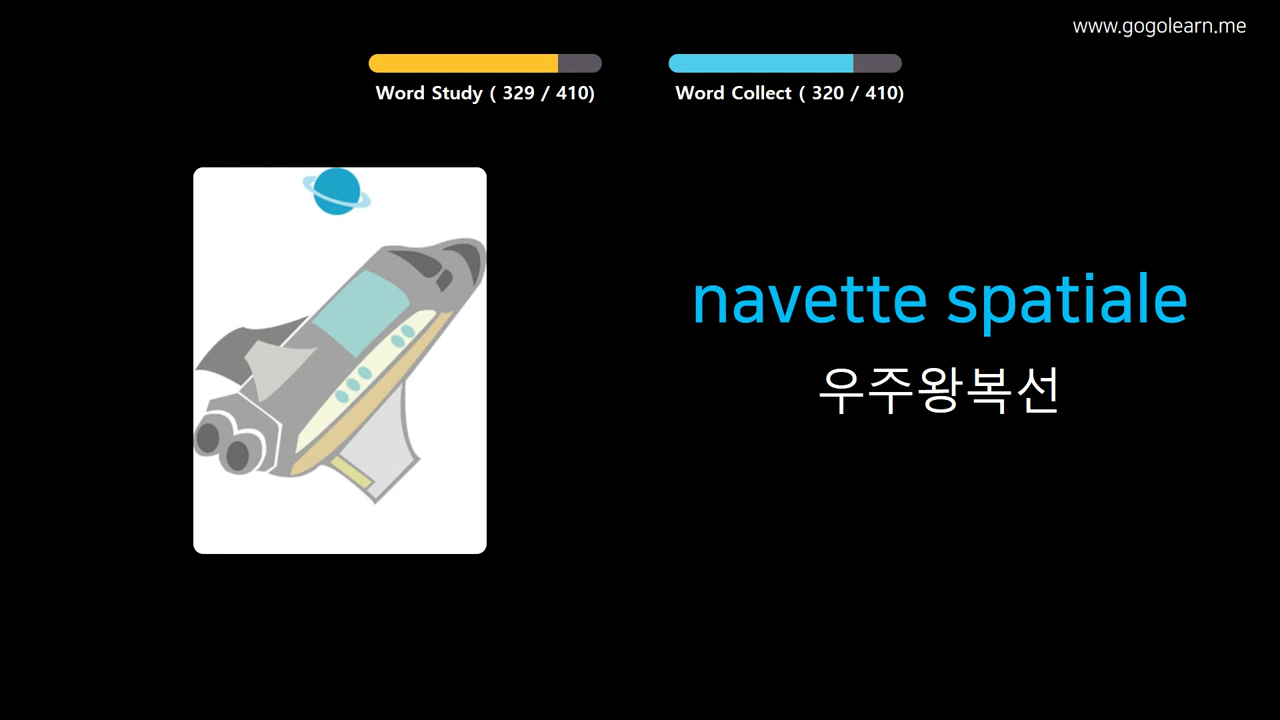 www.gogolearn.me
Word Study ( 329 / 410)
Word Collect ( 320 / 410)
navette spatiale
우주왕복선